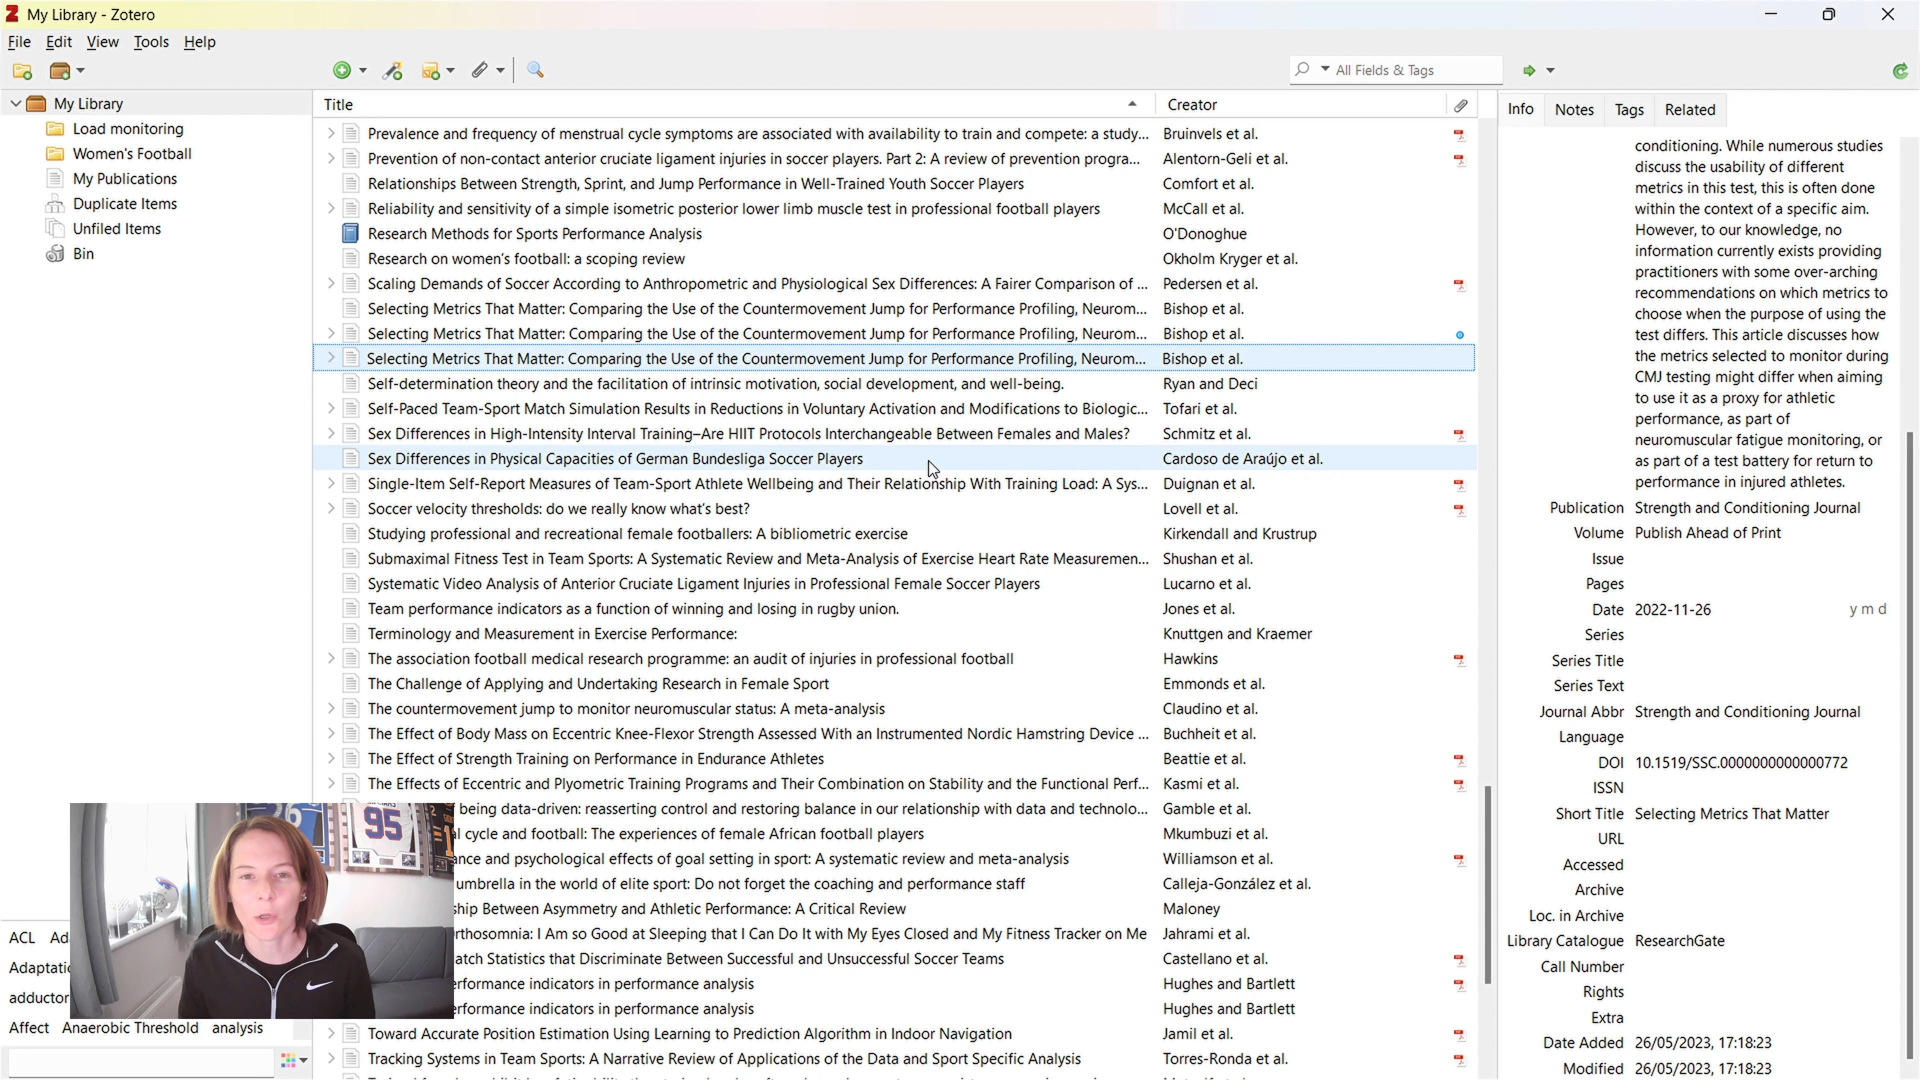 My Library - Zotero
File Edit View Tools Help
All Fields & Tags
My Library
Load monitoring
Women's Football
My Publications
Duplicate Items
Unfiled Items
Bin
ACL Ad
Adaptatic
adductor
Affect Anaerobic Threshold analysis
Title Creator
Prevalence and frequency of menstrual cycle symptoms are associated with availability to train and compete: a study... Bruinvels et al.
Prevention of non-contact anterior cruciate ligament injuries in soccer players. Part 2: A review of prevention progra... Alentorn-Geli et al.
Relationships Between Strength, Sprint, and Jump Performance in Well-Trained Youth Soccer Players Comfort et al.
Reliability and sensitivity of a simple isometric posterior lower limb muscle test in professional football players McCall et al.
Research Methods for Sports Performance Analysis O'Donoghue
Research on women's football: a scoping review Okholm Kryger et al.
Scaling Demands of Soccer According to Anthropometric and Physiological Sex Differences: A Fairer Comparison of ... Pedersen et al.
Selecting Metrics That Matter: Comparing the Use of the Countermovement Jump for Performance Profiling, Neurom... Bishop et al.
Selecting Metrics That Matter: Comparing the Use of the Countermovement Jump for Performance Profiling, Neurom... Bishop et al.
Selecting Metrics That Matter: Comparing the Use of the Countermovement Jump for Performance Profiling, Neurom... Bishop et al.
Self-determination theory and the facilitation of intrinsic motivation, social development, and well-being. Ryan and Deci
Self-Paced Team-Sport Match Simulation Results in Reductions in Voluntary Activation and Modifications to Biologic... Tofari et al.
Sex Differences in High-Intensity Interval Training–Are HIIT Protocols Interchangeable Between Females and Males? Schmitz et al.
Sex Differences in Physical Capacities of German Bundesliga Soccer Players Cardoso de Araújo et al.
Single-Item Self-Report Measures of Team-Sport Athlete Wellbeing and Their Relationship With Training Load: A Sys... Duignan et al.
Soccer velocity thresholds: do we really know what's best? Lovell et al.
Studying professional and recreational female footballers: A bibliometric exercise Kirkendall and Krustrup
Submaximal Fitness Test in Team Sports: A Systematic Review and Meta-Analysis of Exercise Heart Rate Measuremen... Shushan et al.
Systematic Video Analysis of Anterior Cruciate Ligament Injuries in Professional Female Soccer Players Lucarno et al.
Team performance indicators as a function of winning and losing in rugby union. Jones et al.
Terminology and Measurement in Exercise Performance: Knuttgen and Kraemer
The association football medical research programme: an audit of injuries in professional football Hawkins
The Challenge of Applying and Undertaking Research in Female Sport Emmonds et al.
The countermovement jump to monitor neuromuscular status: A meta-analysis Claudino et al.
The Effect of Body Mass on Eccentric Knee-Flexor Strength Assessed With an Instrumented Nordic Hamstring Device ... Buchheit et al.
The Effect of Strength Training on Performance in Endurance Athletes Beattie et al.
The Effects of Eccentric and Plyometric Training Programs and Their Combination on Stability and the Functional Perf... Kasmi et al.
being data-driven: reasserting control and restoring balance in our relationship with data and technolo... Gamble et al.
l cycle and football: The experiences of female African football players Mkumbuzi et al.
ance and psychological effects of goal setting in sport: A systematic review and meta-analysis Williamson et al.
umbrella in the world of elite sport: Do not forget the coaching and performance staff Calleja-González et al.
ship Between Asymmetry and Athletic Performance: A Critical Review Maloney
rthosomnia: I Am so Good at Sleeping that I Can Do It with My Eyes Closed and My Fitness Tracker on Me Jahrami et al.
atch Statistics that Discriminate Between Successful and Unsuccessful Soccer Teams Castellano et al.
erformance indicators in performance analysis Hughes and Bartlett
erformance indicators in performance analysis Hughes and Bartlett
Toward Accurate Position Estimation Using Learning to Prediction Algorithm in Indoor Navigation Jamil et al.
Tracking Systems in Team Sports: A Narrative Review of Applications of the Data and Sport Specific Analysis Torres-Ronda et al.
Info Notes Tags Related
conditioning. While numerous studies
discuss the usability of different
metrics in this test, this is often done
within the context of a specific aim.
However, to our knowledge, no
information currently exists providing
practitioners with some over-arching
recommendations on which metrics to
choose when the purpose of using the
test differs. This article discusses how
the metrics selected to monitor during
CMJ testing might differ when aiming
to use it as a proxy for athletic
performance, as part of
neuromuscular fatigue monitoring, or
as part of a test battery for return to
performance in injured athletes.
Publication Strength and Conditioning Journal
Volume Publish Ahead of Print
Issue
Pages
Date 2022-11-26 y m d
Series
Series Title
Series Text
Journal Abbr Strength and Conditioning Journal
Language
DOI 10.1519/SSC.0000000000000772
ISSN
Short Title Selecting Metrics That Matter
URL
Accessed
Archive
Loc. in Archive
Library Catalogue ResearchGate
Call Number
Rights
Extra
Date Added 26/05/2023, 17:18:23
Modified 26/05/2023, 17:18:23
26
95